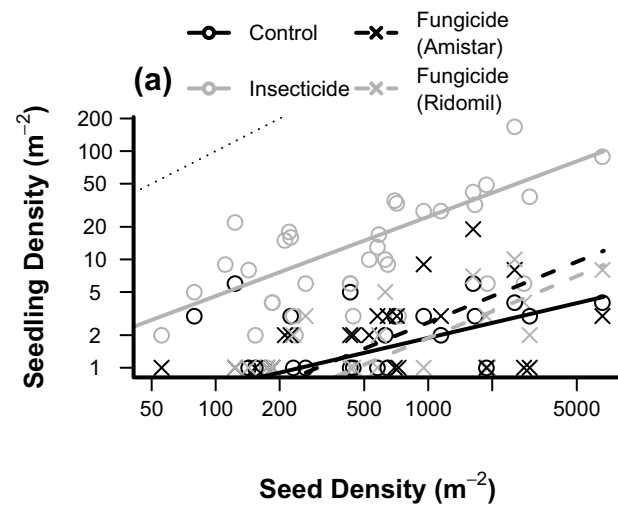 Control
Fungicide
(Amistar)
(a)
Insecticide
Fungicide
(Ridomil)
Seedling Density (m⁻²)
200
100
50
20
10
5
2
1
50 100 200 500 1000 5000
Seed Density (m⁻²)